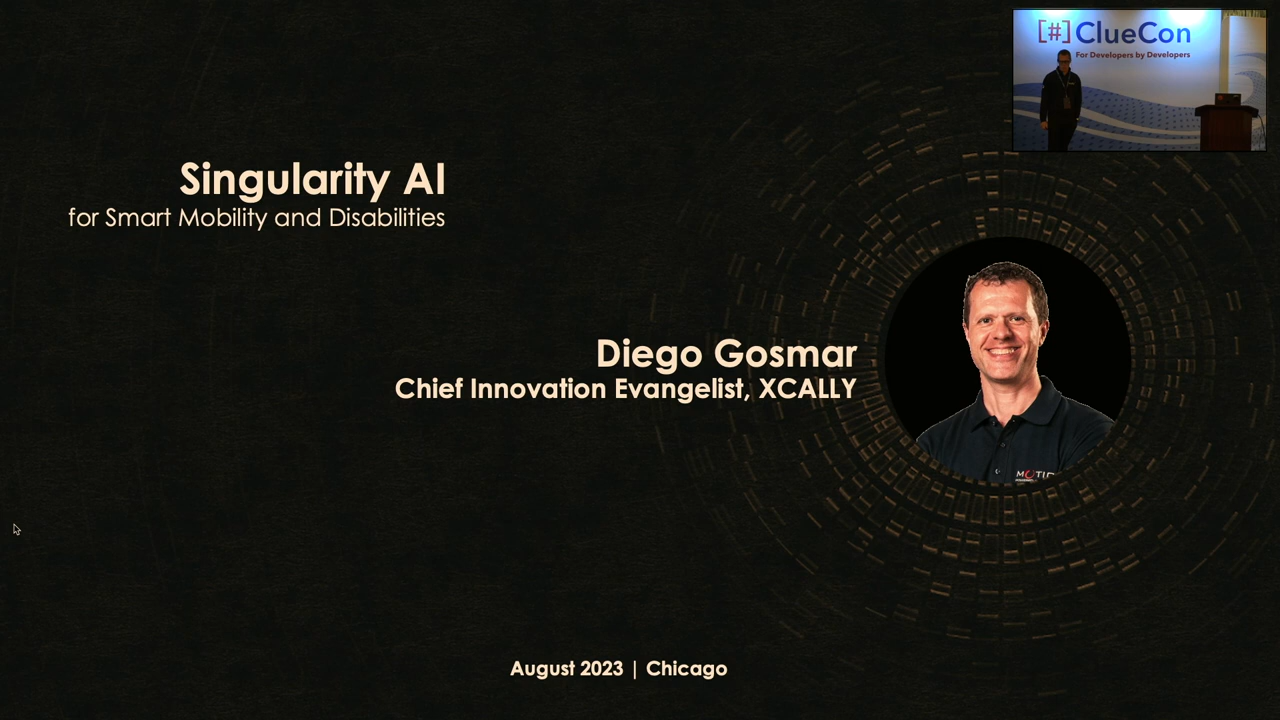 [#] ClueCon
For Developers by Developers
Singularity AI
for Smart Mobility and Disabilities
Diego Gosmar
Chief Innovation Evangelist, XCALLY
August 2023 | Chicago